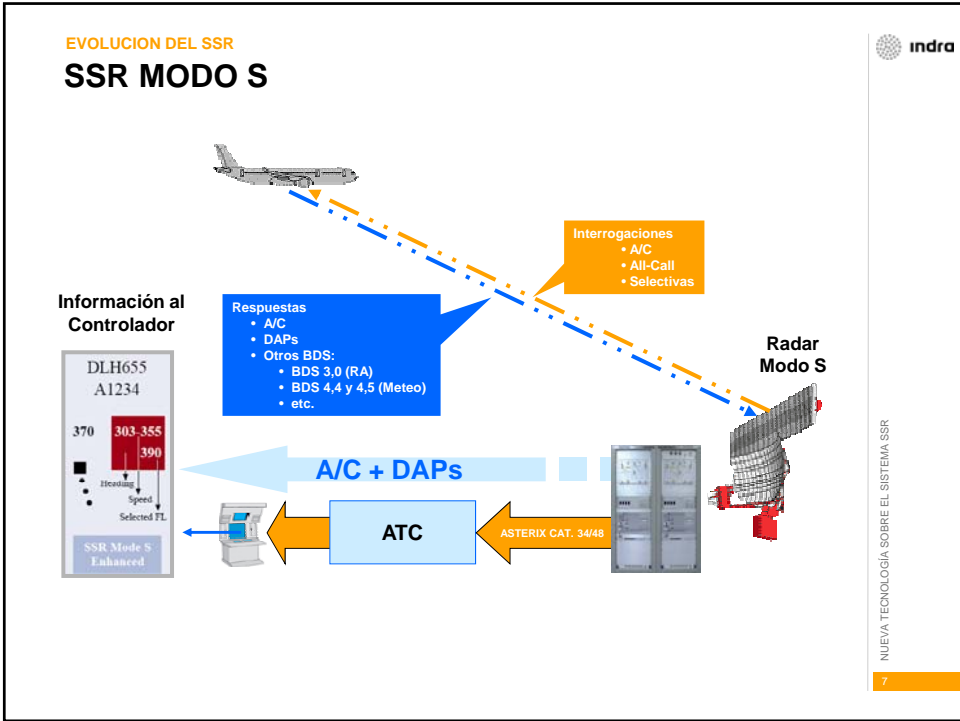 EVOLUCION DEL SSR
SSR MODO S
indra
Interrogaciones
• A/C
• All-Call
• Selectivas
Respuestas
• A/C
• DAPs
• Otros BDS:
• BDS 3,0 (RA)
• BDS 4,4 y 4,5 (Meteo)
• etc.
Información al
Controlador
Radar
Modo S
DLH655
A1234
370 303-355
390
Heading
Speed
Selected FL
SSR Mode S
Enhanced
A/C + DAPs
ATC
ASTERIX CAT. 34/48
NUEVA TECNOLOGÍA SOBRE EL SISTEMA SSR
7